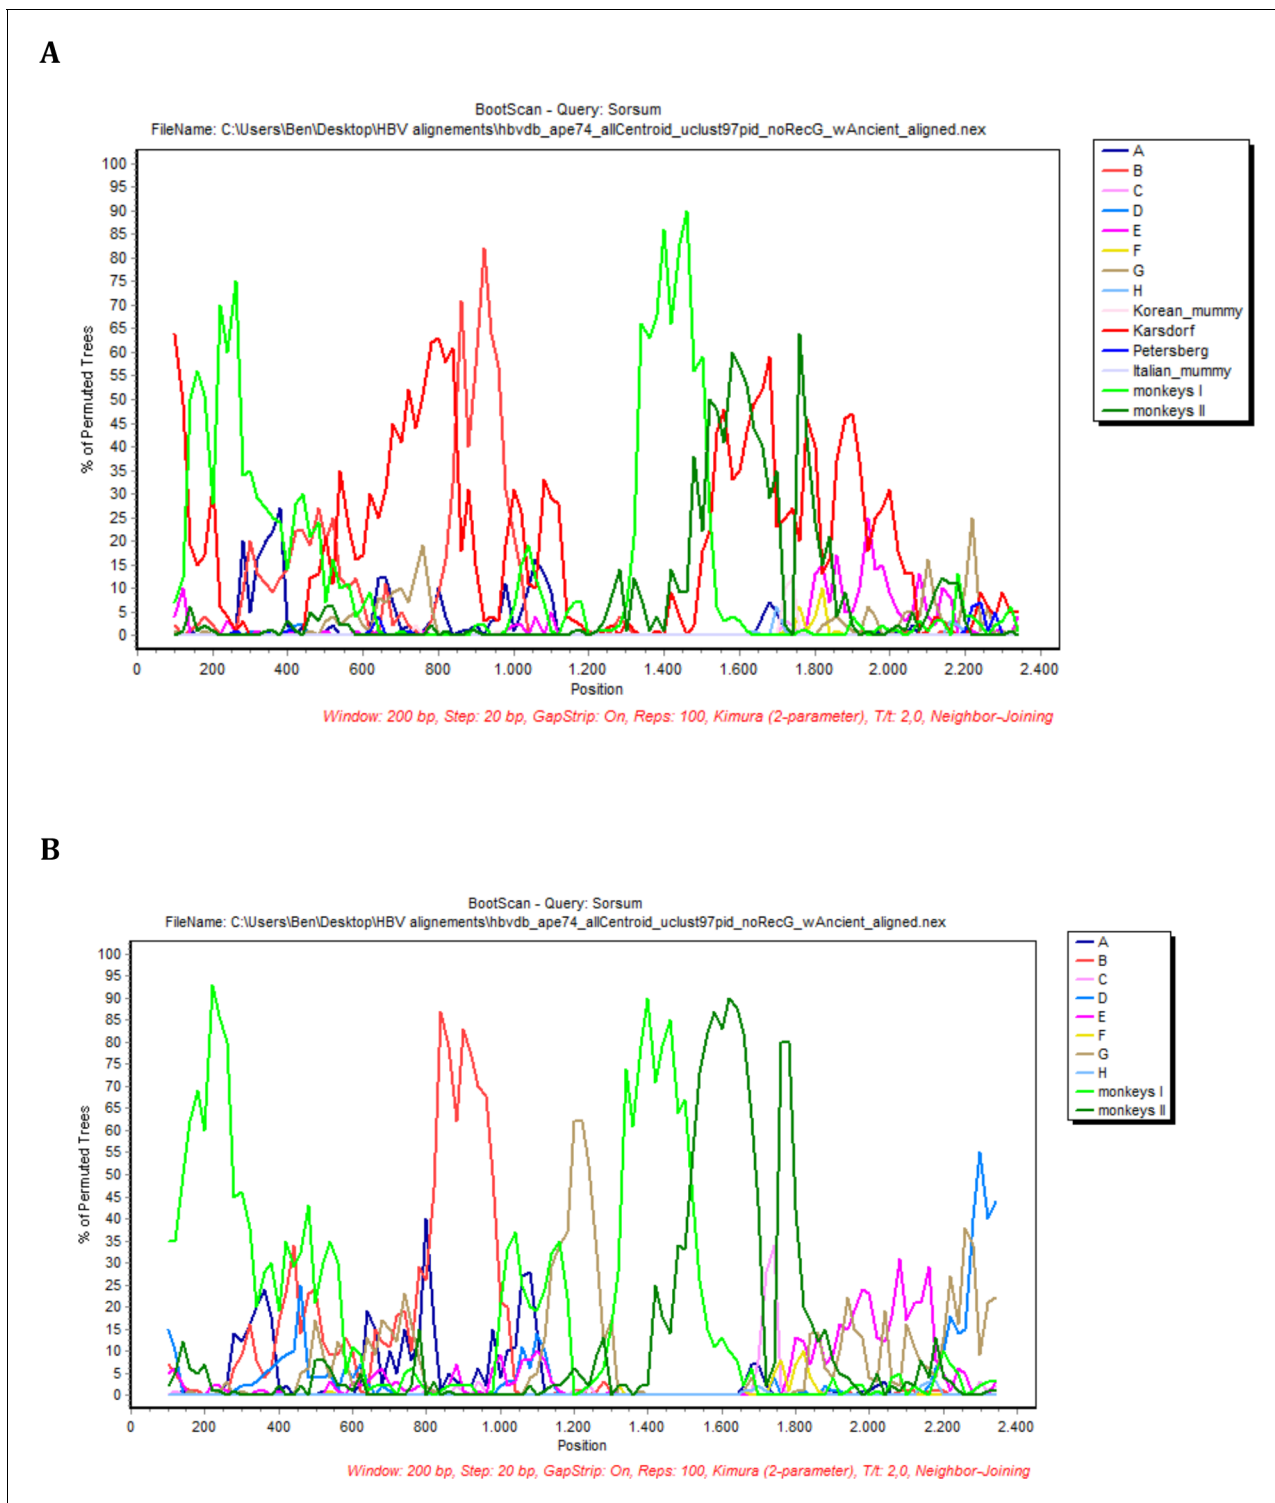 A
BootScan - Query: Sorsum
FileName: C:\Users\Ben\Desktop\HBV alignements\hbvdb_ape74_allCentroid_uclust97pid_noRecG_wAncient_aligned.nex
% of Permuted Trees
100
95
90
85
80
75
70
65
60
55
50
45
40
35
30
25
20
15
10
5
0
0 200 400 600 800 1.000 1.200 1.400 1.600 1.800 2.000 2.200 2.400
Position
Window: 200 bp, Step: 20 bp, GapStrip: On, Reps: 100, Kimura (2-parameter), T/t: 2,0, Neighbor-Joining
A
B
C
D
E
F
G
H
Korean_mummy
Karsdorf
Petersberg
Italian_mummy
monkeys I
monkeys II
B
BootScan - Query: Sorsum
FileName: C:\Users\Ben\Desktop\HBV alignements\hbvdb_ape74_allCentroid_uclust97pid_noRecG_wAncient_aligned.nex
% of Permuted Trees
100
95
90
85
80
75
70
65
60
55
50
45
40
35
30
25
20
15
10
5
0
0 200 400 600 800 1.000 1.200 1.400 1.600 1.800 2.000 2.200 2.400
Position
Window: 200 bp, Step: 20 bp, GapStrip: On, Reps: 100, Kimura (2-parameter), T/t: 2,0, Neighbor-Joining
A
B
C
D
E
F
G
H
monkeys I
monkeys II